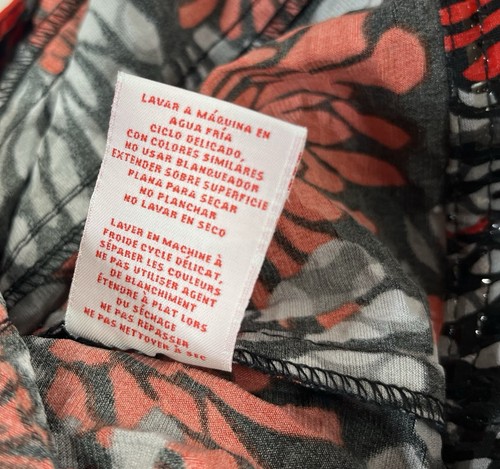 LAVAR A MÁQUINA EN
AGUA FRÍA
CICLO DELICADO,
CON COLORES SIMILARES
NO USAR BLANQUEADOR
EXTENDER SOBRE SUPERFICIE
PLANA PARA SECAR
NO PLANCHAR
NO LAVAR EN SECO
LAVER EN MACHINE À
FROIDE CYCLE DÉLICAT,
SÉPARER LES COULEURS
NE PAS UTILISER AGENT
DE BLANCHIMENT
ÉTENDRE À PLAT LORS
DU SÉCHAGE
NE PAS REPASSER
NE PAS NETTOYER À SEC